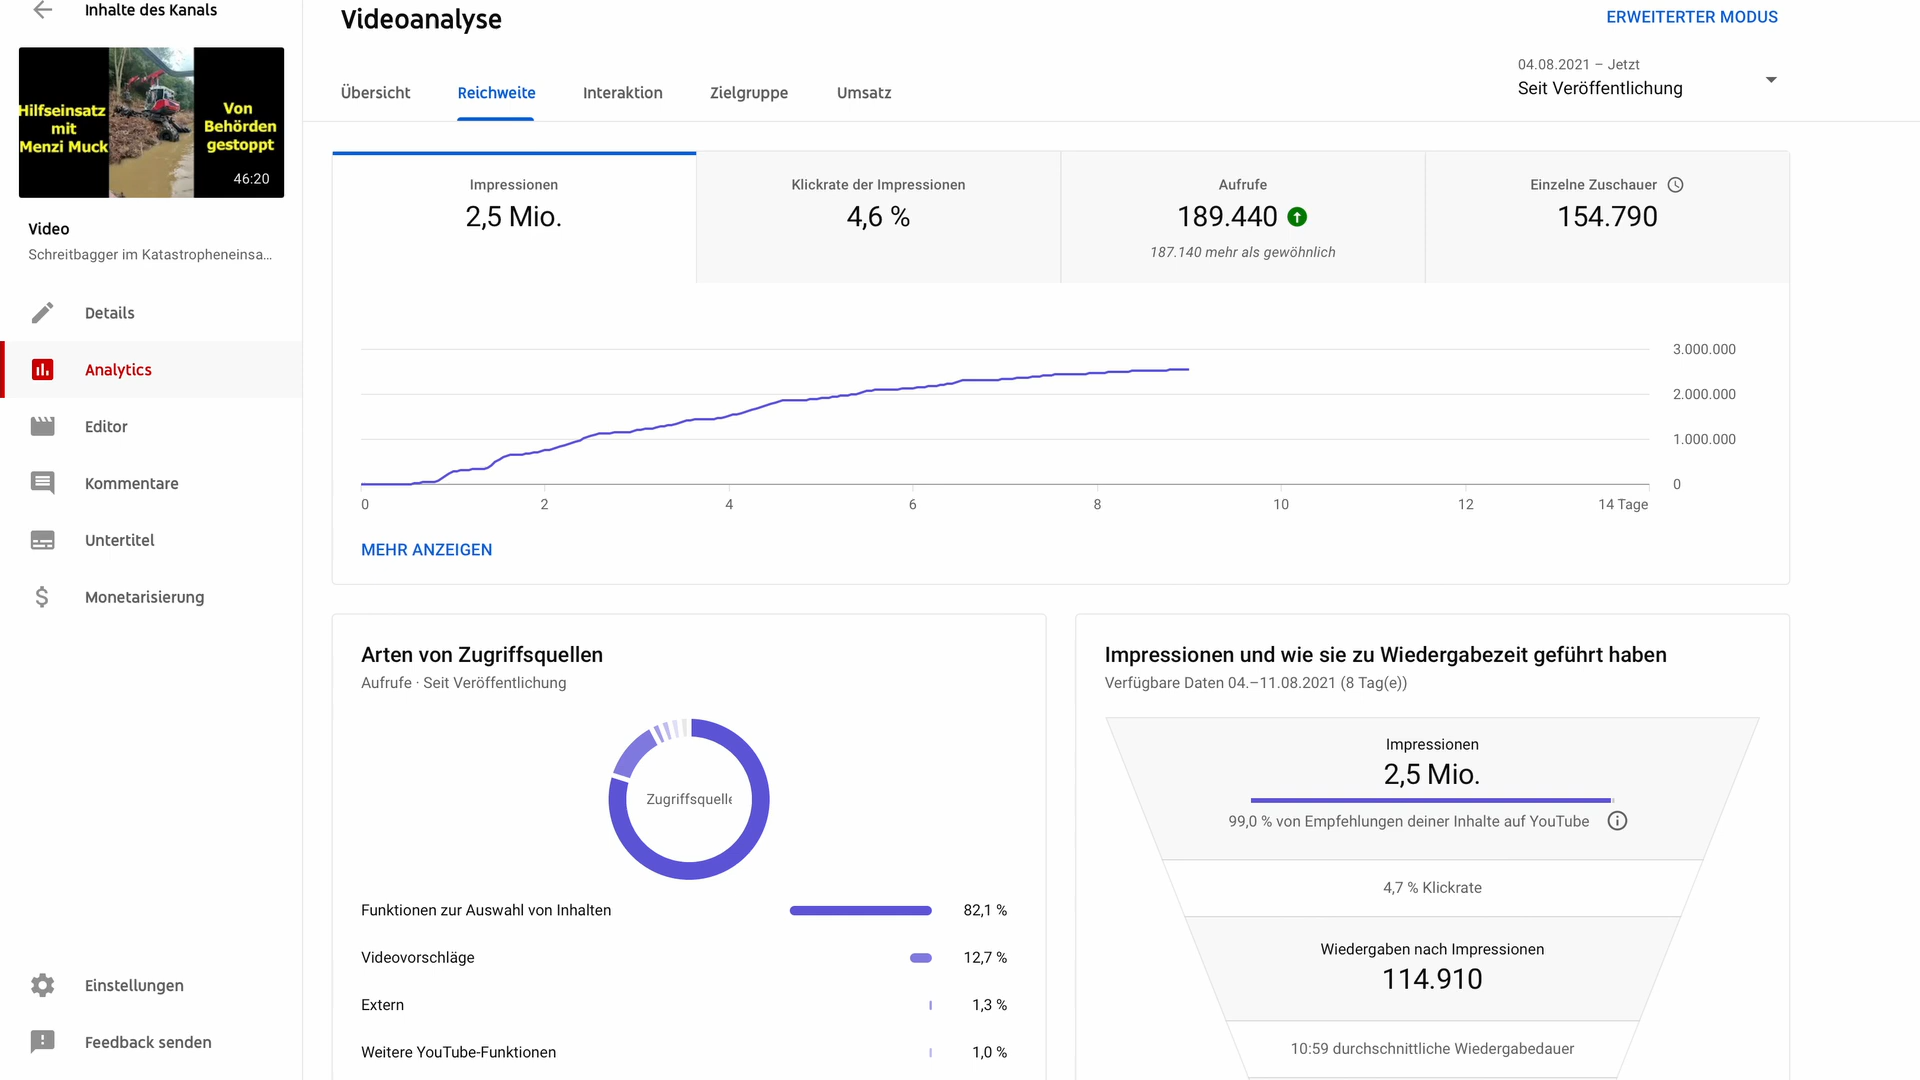 Inhalte des Kanals
Hilfseinsatz
mit
Menzi Muck
Von
Behörden
gestoppt
46:20
Video
Schreitbagger im Katastropheneinsa...
Details
Analytics
Editor
Kommentare
Untertitel
Monetarisierung
Einstellungen
Feedback senden
Videoanalyse
ERWEITERTER MODUS
Übersicht
Reichweite
Interaktion
Zielgruppe
Umsatz
04.08.2021 – Jetzt
Seit Veröffentlichung
Impressionen
2,5 Mio.
Klickrate der Impressionen
4,6 %
Aufrufe
189.440
187.140 mehr als gewöhnlich
Einzelne Zuschauer
154.790
3.000.000
2.000.000
1.000.000
0
0 2 4 6 8 10 12 14 Tage
MEHR ANZEIGEN
Arten von Zugriffsquellen
Aufrufe · Seit Veröffentlichung
Zugriffsquelle
Funktionen zur Auswahl von Inhalten 82,1 %
Videovorschläge 12,7 %
Extern 1,3 %
Weitere YouTube-Funktionen 1,0 %
Impressionen und wie sie zu Wiedergabezeit geführt haben
Verfügbare Daten 04.–11.08.2021 (8 Tag(e))
Impressionen
2,5 Mio.
99,0 % von Empfehlungen deiner Inhalte auf YouTube
4,7 % Klickrate
Wiedergaben nach Impressionen
114.910
10:59 durchschnittliche Wiedergabedauer